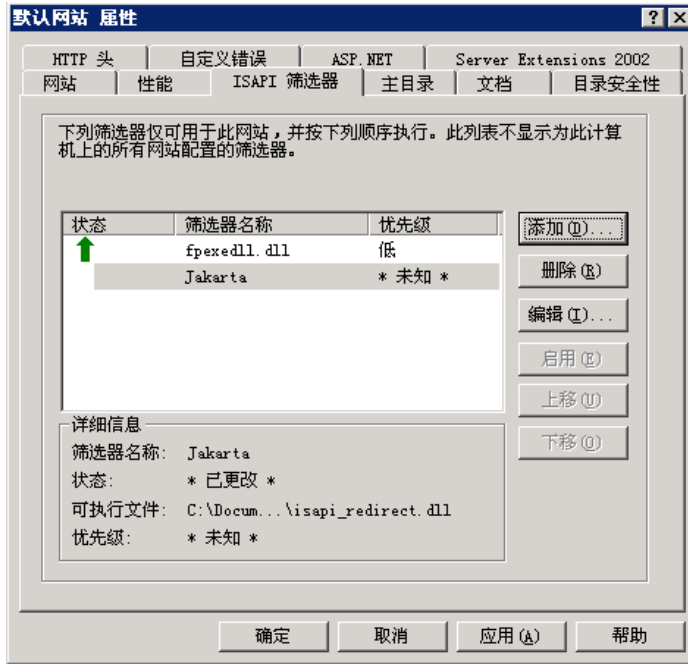 默认网站 属性
HTTP 头 自定义错误 ASP.NET Server Extensions 2002
网站 性能 ISAPI 筛选器 主目录 文档 目录安全性
下列筛选器仅可用于此网站，并按下列顺序执行。此列表不显示为此计算
机上的所有网站配置的筛选器。
状态 筛选器名称 优先级
fpexedll.dll 低
Jakarta * 未知 *
添加(D)...
删除(R)
编辑(I)...
启用(E)
上移(U)
下移(O)
详细信息
筛选器名称: Jakarta
状态: * 已更改 *
可执行文件: C:\Docum...\isapi_redirect.dll
优先级: * 未知 *
确定 取消 应用(A) 帮助